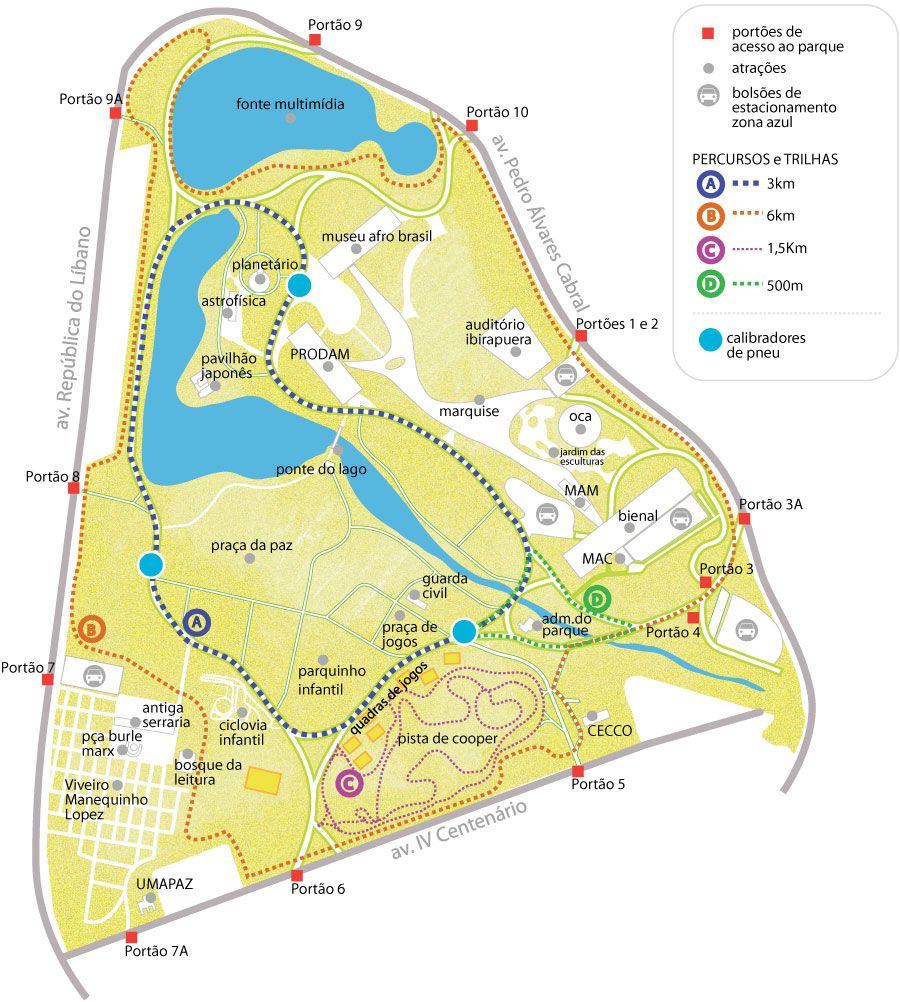 Portão 9
portões de
acesso ao parque
atrações
bolsões de
estacionamento
zona azul
PERCURSOS e TRILHAS
A 3km
B 6km
C 1,5Km
D 500m
calibradores
de pneu
Portão 9A
fonte multimídia
Portão 10
av. Pedro Álvares Cabral
av. República do Líbano
museu afro brasil
planetário
astrofísica
PRODAM
pavilhão
japonês
auditório
ibirapuera
Portões 1 e 2
marquise
oca
jardim das
esculturas
ponte do lago
Portão 8
MAM
bienal
Portão 3A
MAC
praça da paz
guarda
civil
Portão 3
D
praça de
jogos
adm.do
parque
Portão 4
B
A
Portão 7
parquinho
infantil
quadras de jogos
antiga
serraria
ciclovia
infantil
pista de cooper
CECCO
pça burle
marx
bosque da
leitura
C
Portão 5
Viveiro
Manequinho
Lopez
av. IV Centenário
UMAPAZ
Portão 6
Portão 7A